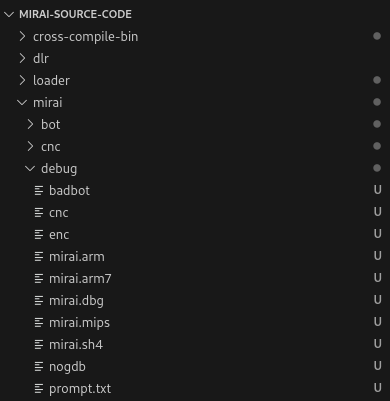 MIRAI-SOURCE-CODE
cross-compile-bin
dlr
loader
mirai
bot
cnc
debug
badbot U
cnc U
enc U
mirai.arm U
mirai.arm7 U
mirai.dbg U
mirai.mips U
mirai.sh4 U
nogdb U
prompt.txt U